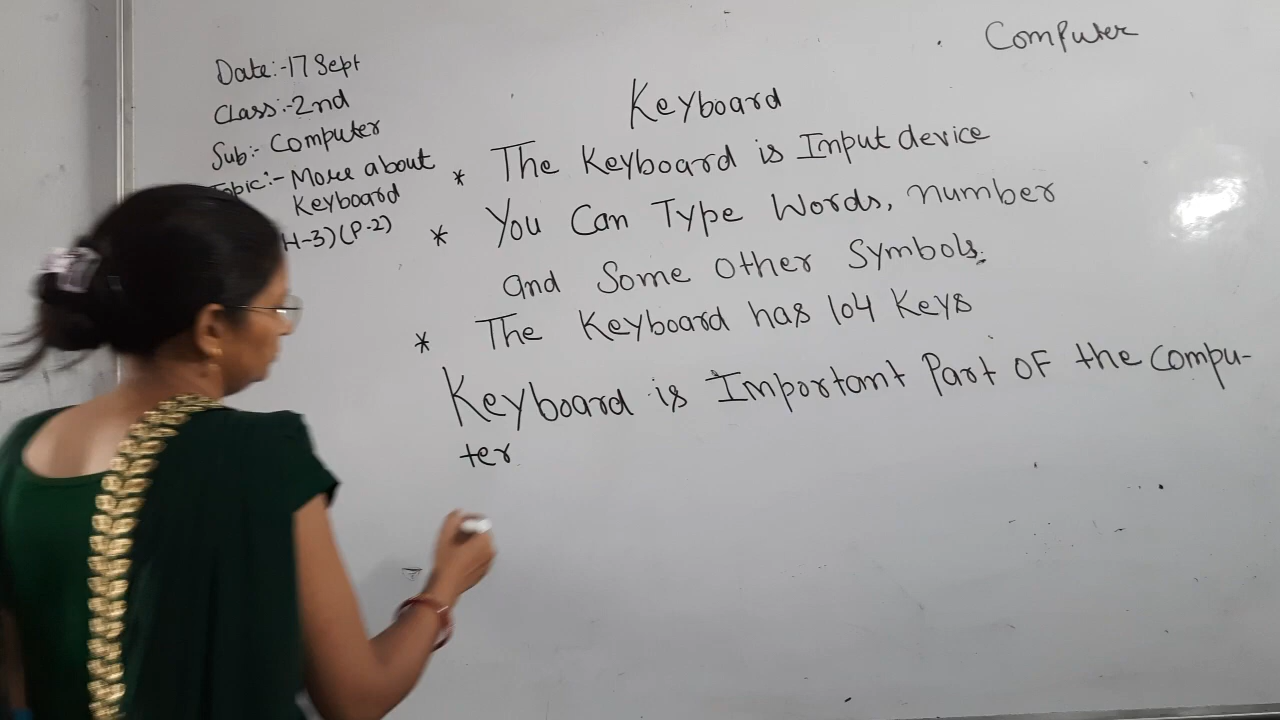 Computer
Date:-17 Sept
Class:-2nd
Sub:- Computer
Topic:- More about
Keyboard
H-3)(P-2)
Keyboard
* The Keyboard is Input device
* You Can Type Words, number
and Some Other Symbols.
* The Keyboard has 104 Keys
Keyboard is Important Part OF the Compu-
ter